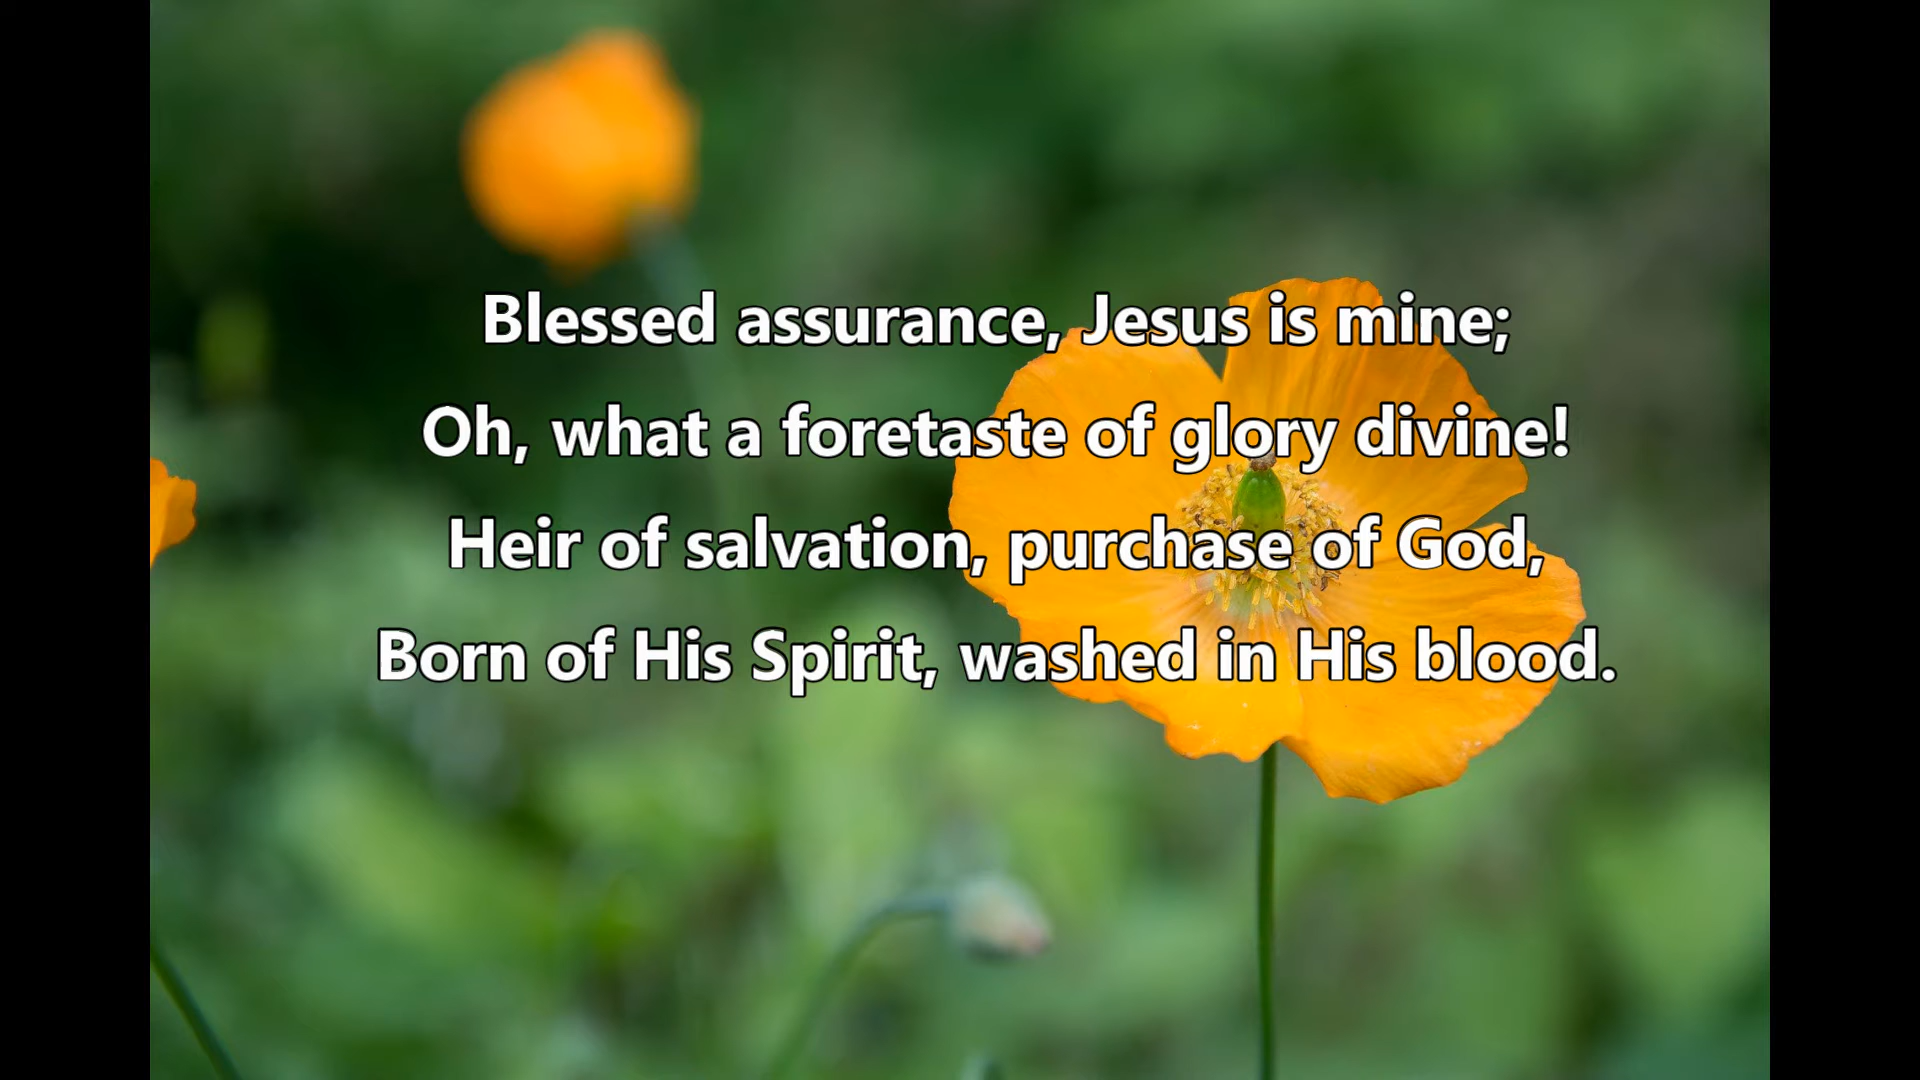 Blessed assurance, Jesus is mine;
Oh, what a foretaste of glory divine!
Heir of salvation, purchase of God,
Born of His Spirit, washed in His blood.